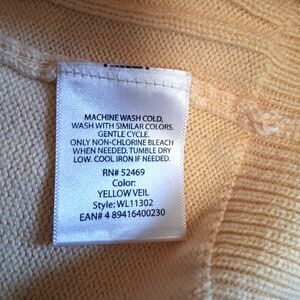 MACHINE WASH COLD,
WASH WITH SIMILAR COLORS.
GENTLE CYCLE.
ONLY NON-CHLORINE BLEACH
WHEN NEEDED. TUMBLE DRY
LOW. COOL IRON IF NEEDED.
RN# 52469
Color:
YELLOW VEIL
Style: WL11302
EAN# 4 89416400230